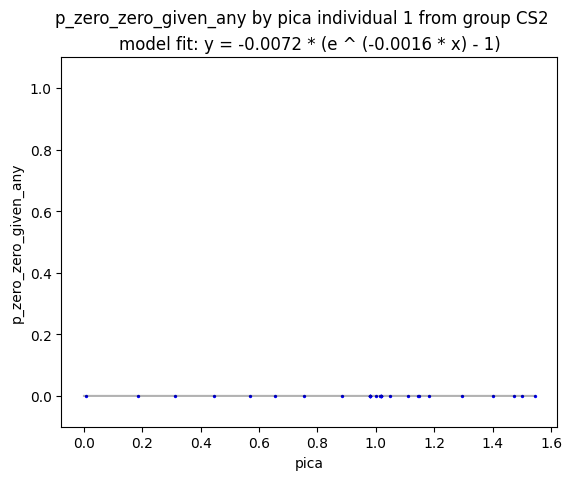 p_zero_zero_given_any by pica individual 1 from group CS2
model fit: y = -0.0072 * (e ^ (-0.0016 * x) - 1)
1.0
0.8
0.6
0.4
0.2
0.0
p_zero_zero_given_any
0.0 0.2 0.4 0.6 0.8 1.0 1.2 1.4 1.6
pica